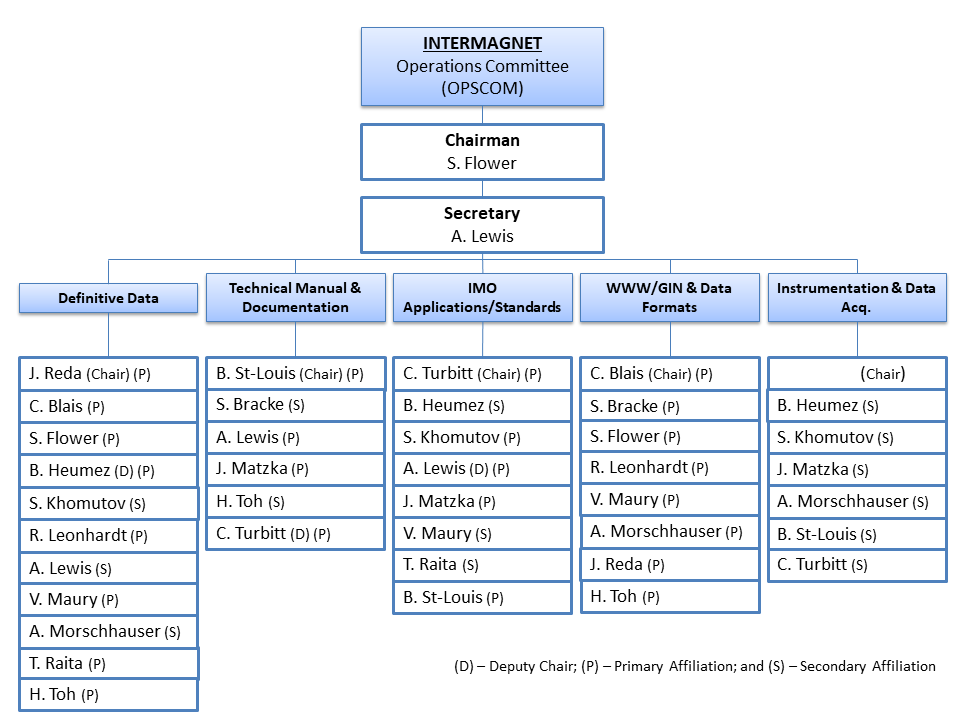 INTERMAGNET
Operations Committee
(OPSCOM)
Chairman
S. Flower
Secretary
A. Lewis
Definitive Data
J. Reda (Chair) (P)
C. Blais (P)
S. Flower (P)
B. Heumez (D) (P)
S. Khomutov (S)
R. Leonhardt (P)
A. Lewis (S)
V. Maury (P)
A. Morschhauser (S)
T. Raita (P)
H. Toh (P)
Technical Manual &
Documentation
B. St-Louis (Chair) (P)
S. Bracke (S)
A. Lewis (P)
J. Matzka (P)
H. Toh (S)
C. Turbitt (D) (P)
IMO
Applications/Standards
C. Turbitt (Chair) (P)
B. Heumez (S)
S. Khomutov (P)
A. Lewis (D) (P)
J. Matzka (P)
V. Maury (S)
T. Raita (S)
B. St-Louis (P)
WWW/GIN & Data
Formats
C. Blais (Chair) (P)
S. Bracke (P)
S. Flower (P)
R. Leonhardt (P)
V. Maury (P)
A. Morschhauser (P)
J. Reda (P)
H. Toh (P)
Instrumentation & Data
Acq.
(Chair)
B. Heumez (S)
S. Khomutov (S)
J. Matzka (S)
A. Morschhauser (S)
B. St-Louis (S)
C. Turbitt (S)
(D) – Deputy Chair; (P) – Primary Affiliation; and (S) – Secondary Affiliation